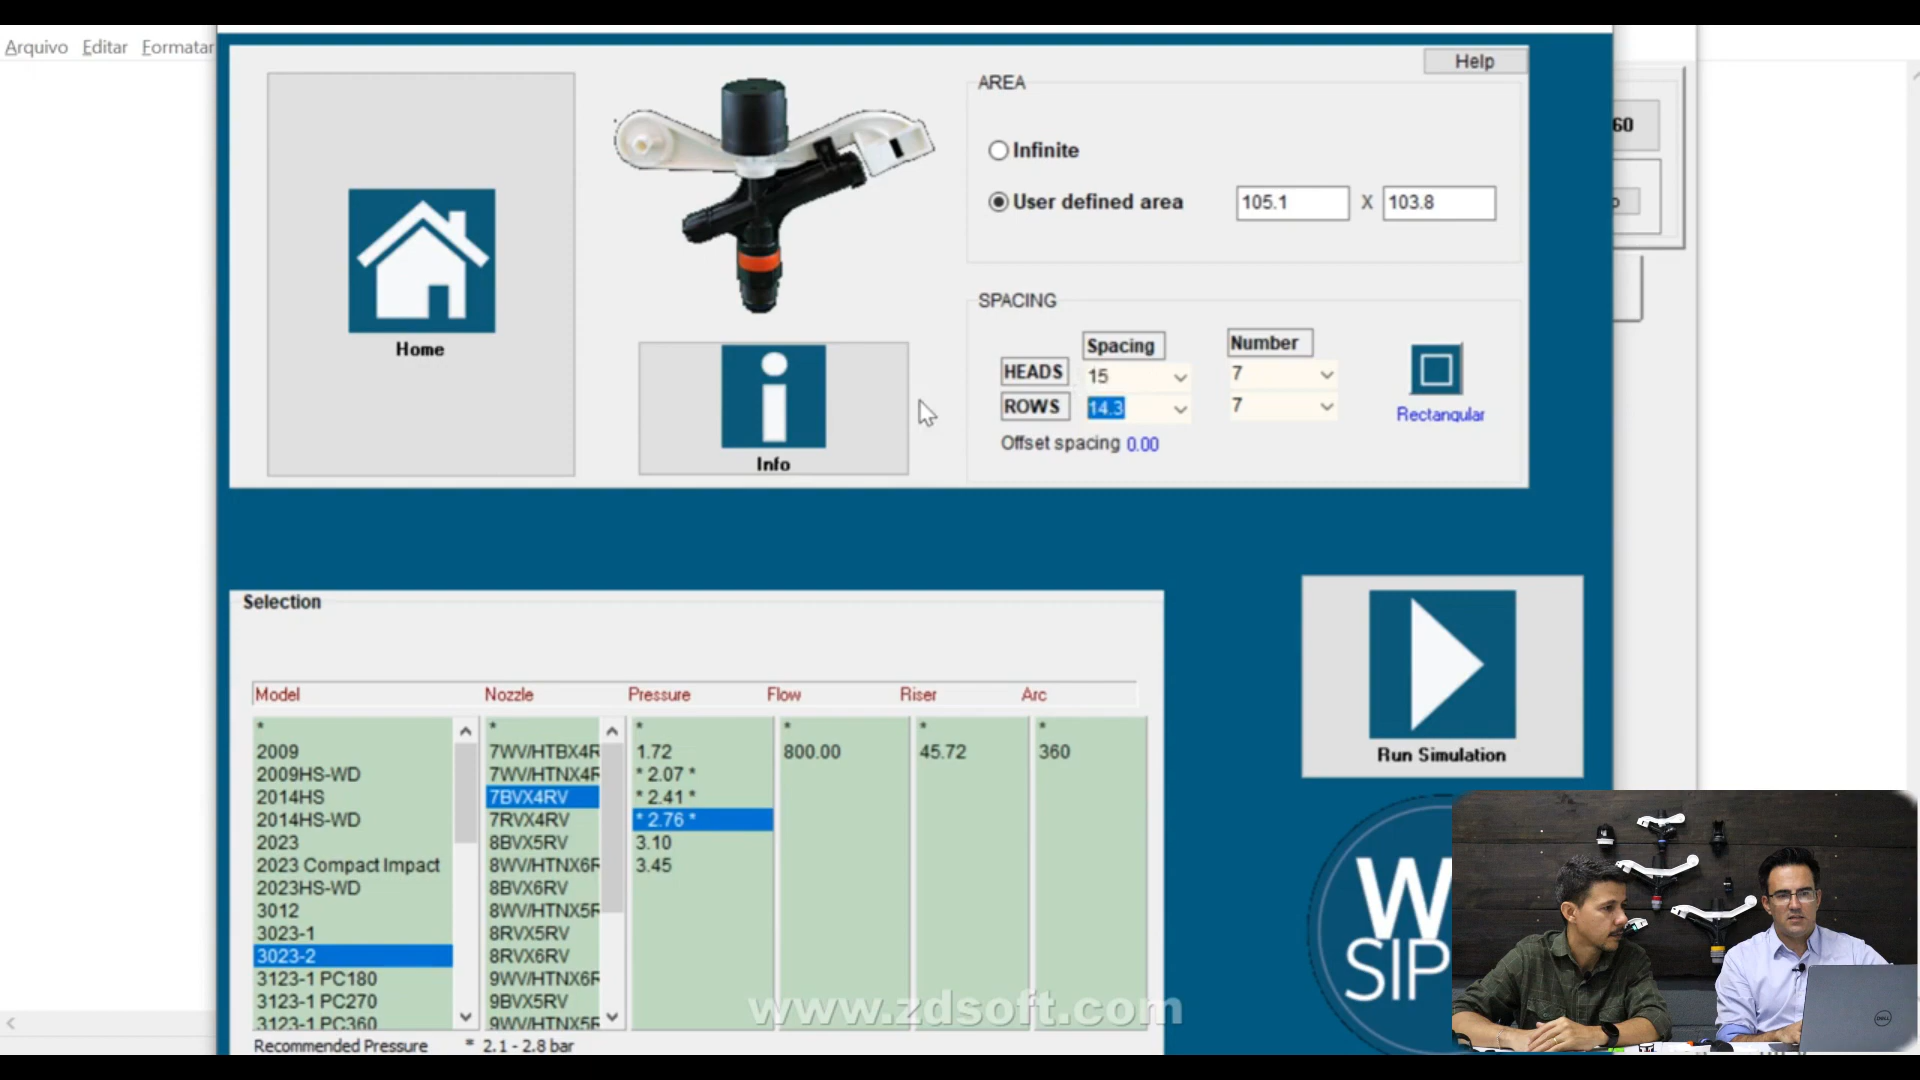 Arquivo Editar Formatar
Help
AREA
Infinite
User defined area 105.1 X 103.8
60
o
SPACING
Spacing Number
HEADS 15 7
ROWS 14.3 7
Rectangular
Offset spacing 0.00
Home
Info
Selection
Model Nozzle Pressure Flow Riser Arc
* * * * * *
2009 7WV/HTBX4R 1.72 800.00 45.72 360
2009HS-WD 7WV/HTNX4R * 2.07 *
2014HS 7BVX4RV * 2.41 *
2014HS-WD 7RVX4RV * 2.76 *
2023 8BVX5RV 3.10
2023 Compact Impact 8WV/HTNX6R 3.45
2023HS-WD 8BVX6RV
3012 8WV/HTNX5R
3023-1 8RVX5RV
3023-2 8RVX6RV
3123-1 PC180 9WV/HTNX6R
3123-1 PC270 9BVX5RV
3123-1 PC360 9WV/HTNX5R
Recommended Pressure * 2.1 - 2.8 bar
Run Simulation
W
SIP
www.zdsoft.com
DELL